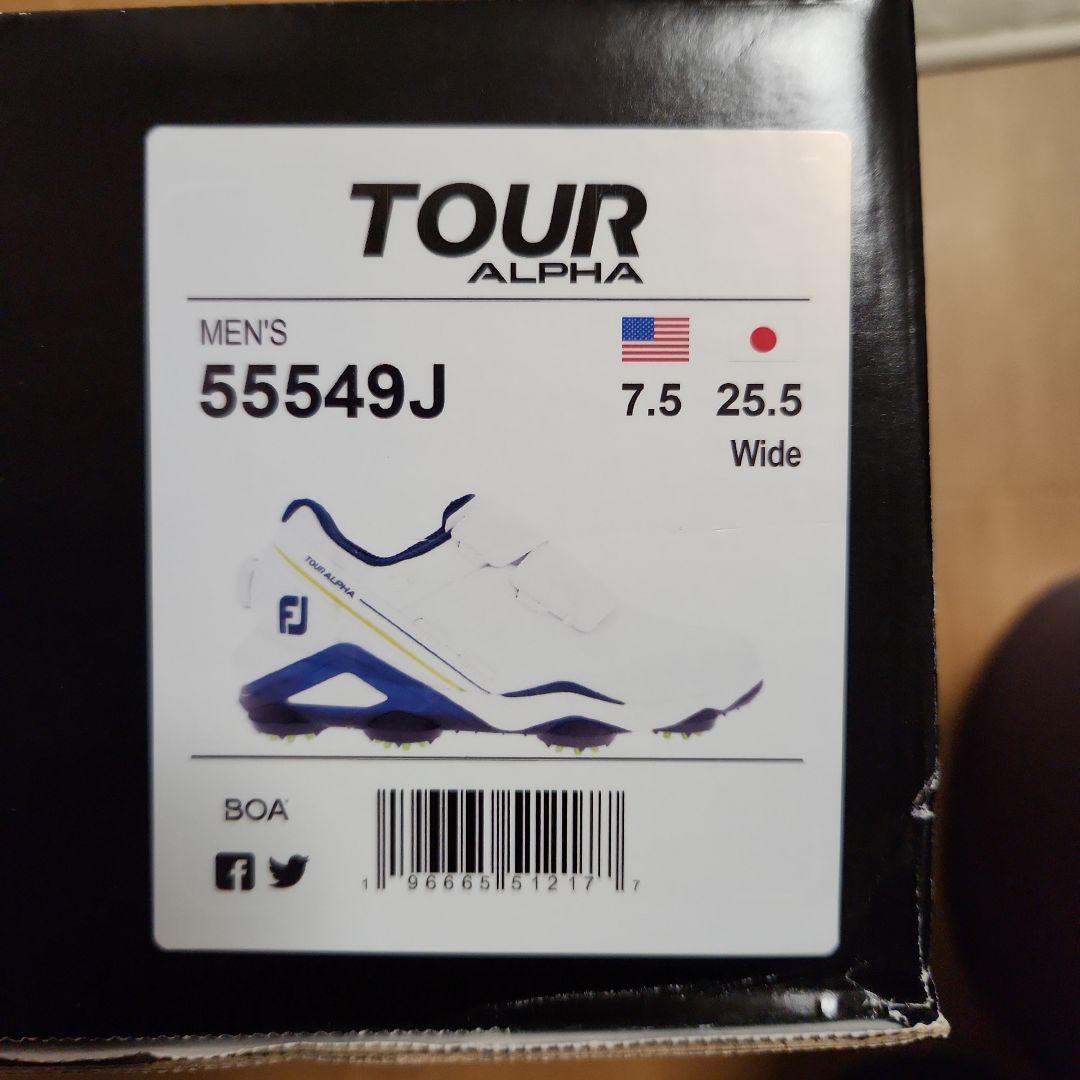 TOUR
ALPHA
MEN'S
55549J
7.5 25.5
Wide
TOUR ALPHA
FJ
BOA
1 96665 51217 7